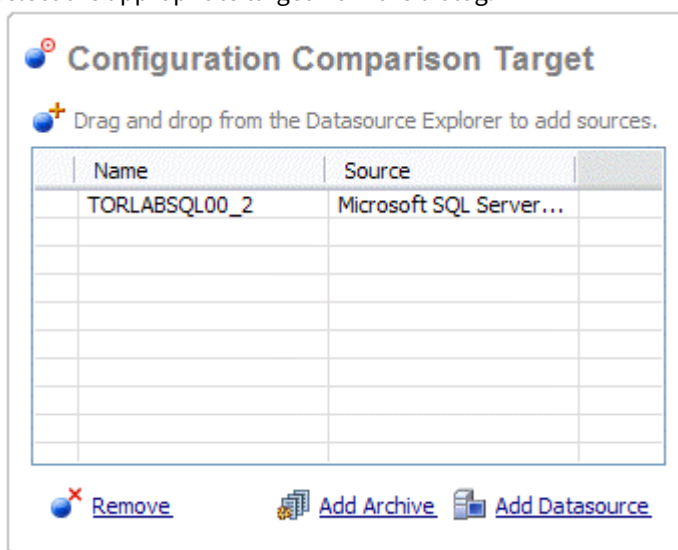 Configuration Comparison Target
Drag and drop from the Datasource Explorer to add sources.
Name Source
TORLABSQL00_2 Microsoft SQL Server...
Remove Add Archive Add Datasource